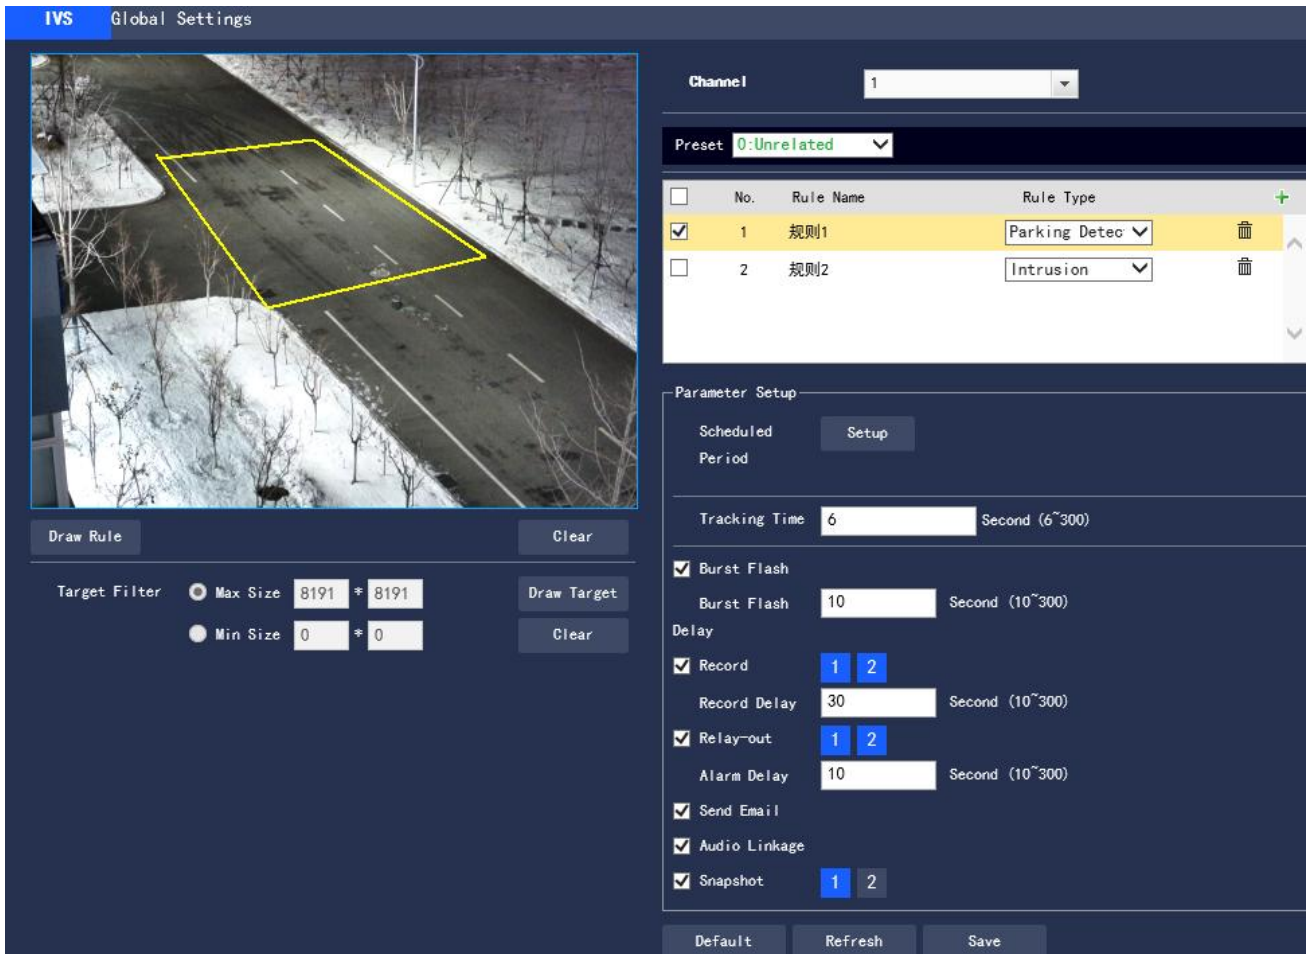 IVS Global Settings
Channel 1
Preset 0:Unrelated
No. Rule Name Rule Type +
1 规则1 Parking Detec
2 规则2 Intrusion
Parameter Setup
Scheduled Setup
Period
Tracking Time 6 Second (6~300)
Burst Flash
Burst Flash 10 Second (10~300)
Delay
Record 1 2
Record Delay 30 Second (10~300)
Relay-out 1 2
Alarm Delay 10 Second (10~300)
Send Email
Audio Linkage
Snapshot 1 2
Default Refresh Save
Draw Rule Clear
Target Filter Max Size 8191 * 8191 Draw Target
Min Size 0 * 0 Clear